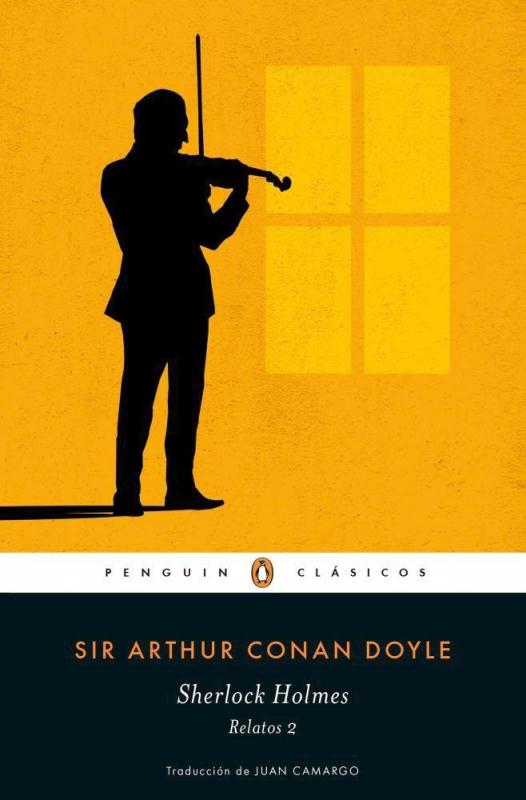 PENGUIN CLÁSICOS
SIR ARTHUR CONAN DOYLE
Sherlock Holmes
Relatos 2
Traducción de JUAN CAMARGO